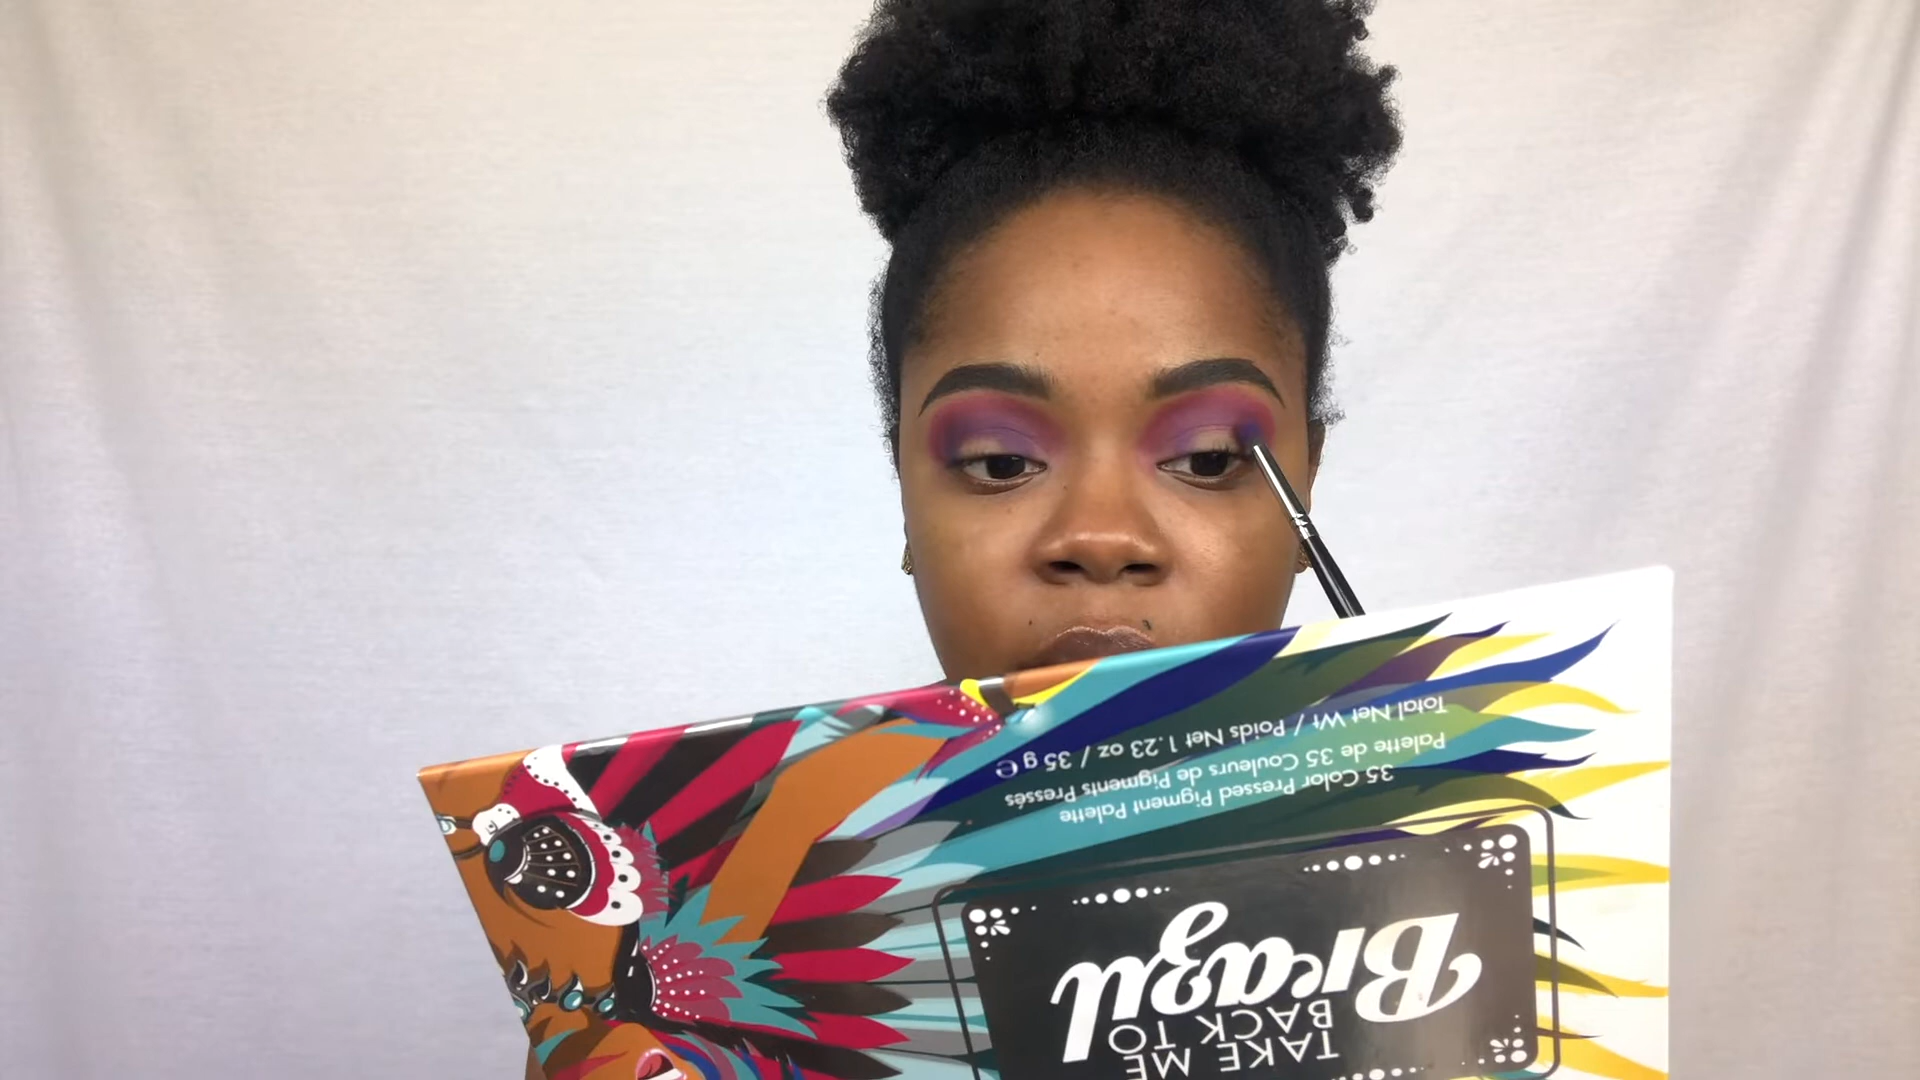 TAKE ME
BACK TO
Brazil
35 Color Pressed Pigment Palette
Palette de 35 Couleurs de Pigments Pressés
Total Net Wt / Poids Net 1.23 oz / 35 g ℮